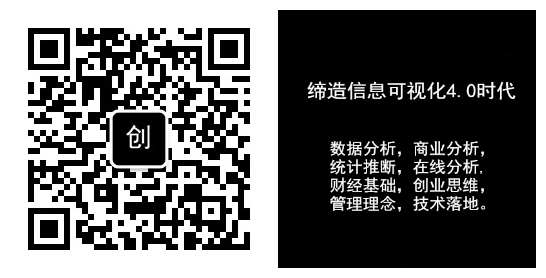 创
缔造信息可视化4.0时代
数据分析，商业分析，
统计推断，在线分析.
财经基础，创业思维，
管理理念，技术落地。